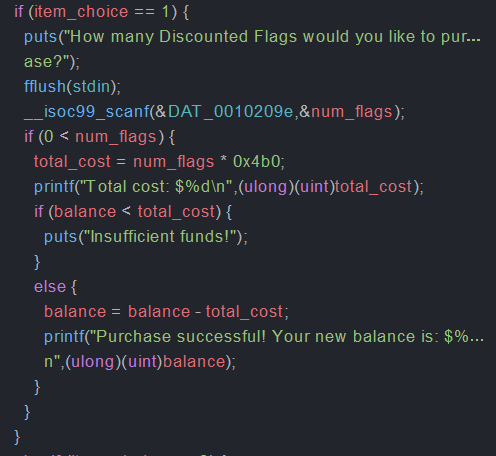 if (item_choice == 1) {
puts("How many Discounted Flags would you like to pur...
ase?");
fflush(stdin);
__isoc99_scanf(&DAT_0010209e,&num_flags);
if (0 < num_flags) {
total_cost = num_flags * 0x4b0;
printf("Total cost: $%d\n",(ulong)(uint)total_cost);
if (balance < total_cost) {
puts("Insufficient funds!");
}
else {
balance = balance - total_cost;
printf("Purchase successful! Your new balance is: $%...
n",(ulong)(uint)balance);
}
}
}